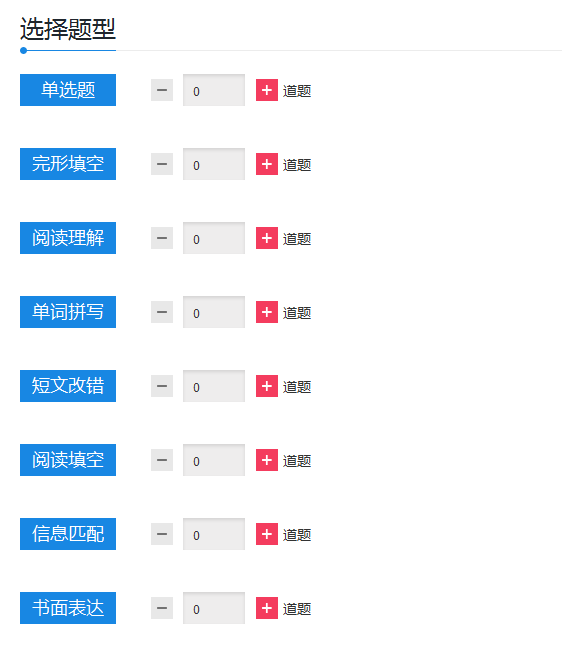 选择题型
单选题 − 0 + 道题
完形填空 − 0 + 道题
阅读理解 − 0 + 道题
单词拼写 − 0 + 道题
短文改错 − 0 + 道题
阅读填空 − 0 + 道题
信息匹配 − 0 + 道题
书面表达 − 0 + 道题